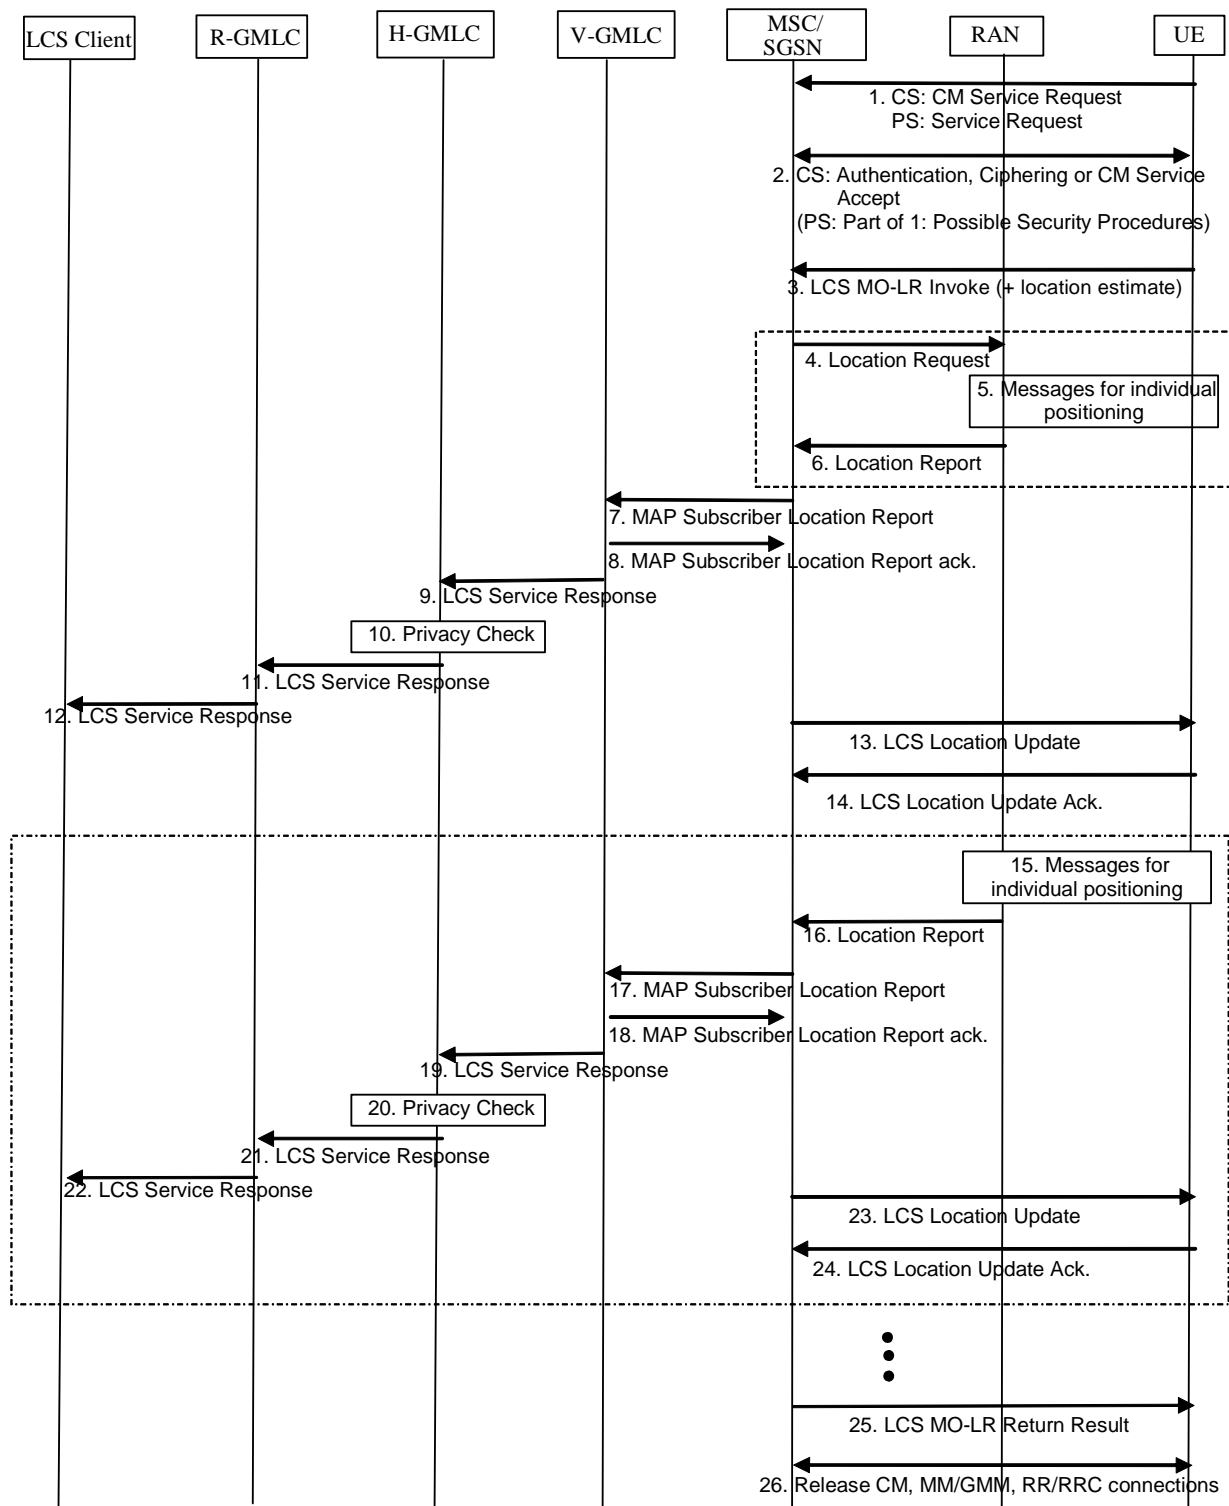 LCS Client
R-GMLC
H-GMLC
V-GMLC
MSC/
SGSN
RAN
UE
1. CS: CM Service Request
PS: Service Request
2. CS: Authentication, Ciphering or CM Service
Accept
(PS: Part of 1: Possible Security Procedures)
3. LCS MO-LR Invoke (+ location estimate)
4. Location Request
5. Messages for individual
positioning
6. Location Report
7. MAP Subscriber Location Report
8. MAP Subscriber Location Report ack.
9. LCS Service Response
10. Privacy Check
11. LCS Service Response
12. LCS Service Response
13. LCS Location Update
14. LCS Location Update Ack.
15. Messages for
individual positioning
16. Location Report
17. MAP Subscriber Location Report
18. MAP Subscriber Location Report ack.
19. LCS Service Response
20. Privacy Check
21. LCS Service Response
22. LCS Service Response
23. LCS Location Update
24. LCS Location Update Ack.
25. LCS MO-LR Return Result
26. Release CM, MM/GMM, RR/RRC connections